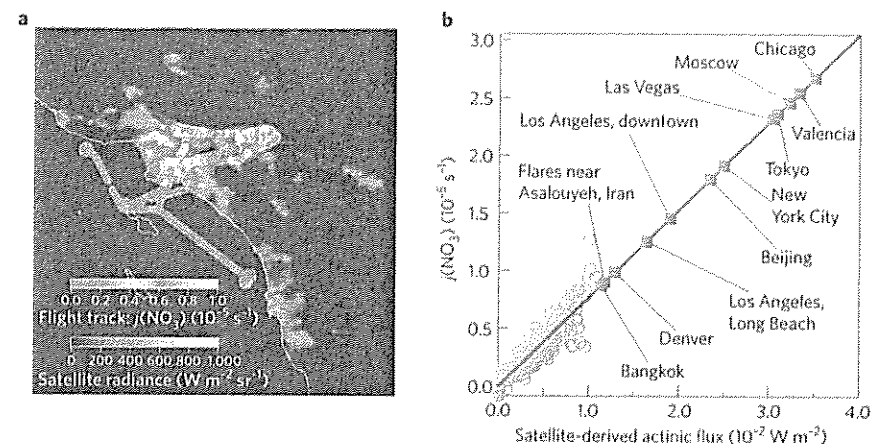 a
0.0 0.2 0.4 0.6 0.8 1.0
Flight track: j(NO3) (10⁻⁵ s⁻¹)
0 200 400 600 800 1000
Satellite radiance (W m⁻² sr⁻¹)
b
3.0
2.5
2.0
1.5
1.0
0.5
0.0
j(NO3) (10⁻⁵ s⁻¹)
Chicago
Moscow
Las Vegas
Los Angeles, downtown
Flares near
Asalouyeh, Iran
Valencia
Tokyo
New
York City
Beijing
Los Angeles,
Long Beach
Denver
Bangkok
0.0 1.0 2.0 3.0 4.0
Satellite-derived actinic flux (10⁻² W m⁻²)